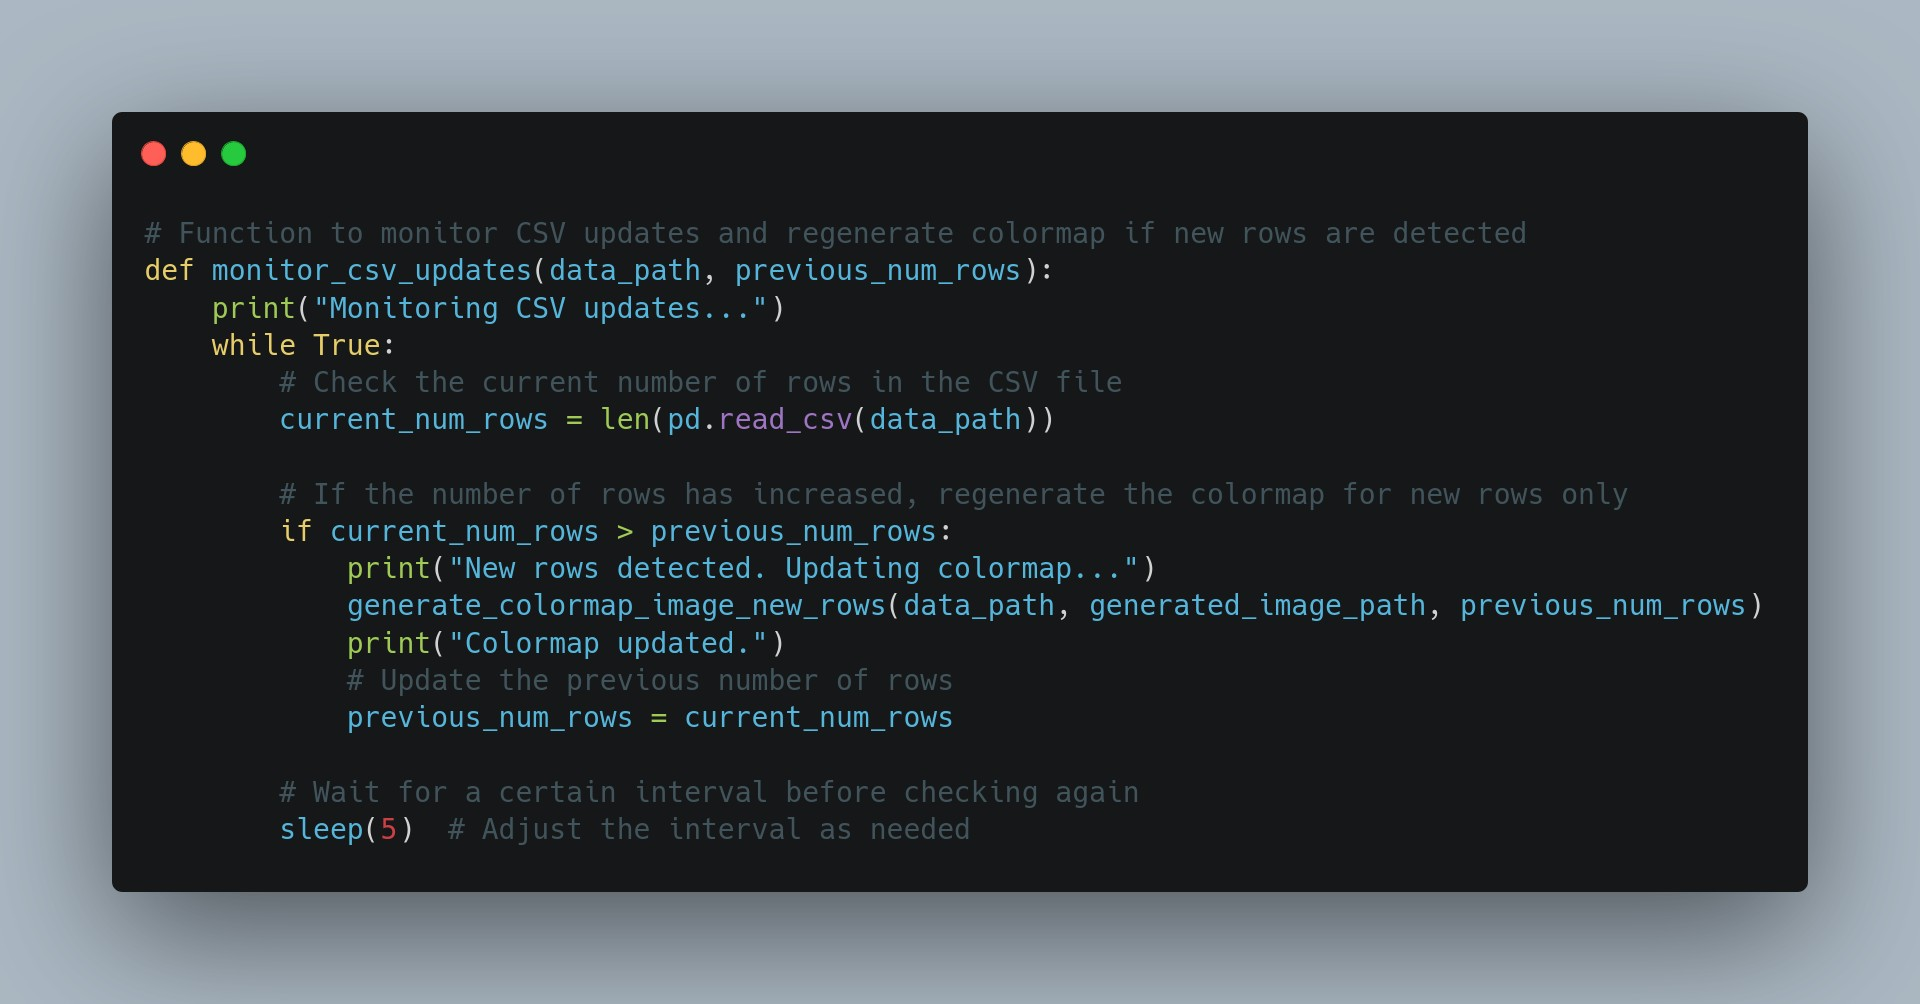 # Function to monitor CSV updates and regenerate colormap if new rows are detected
def monitor_csv_updates(data_path, previous_num_rows):
    print("Monitoring CSV updates...")
    while True:
        # Check the current number of rows in the CSV file
        current_num_rows = len(pd.read_csv(data_path))

        # If the number of rows has increased, regenerate the colormap for new rows only
        if current_num_rows > previous_num_rows:
            print("New rows detected. Updating colormap...")
            generate_colormap_image_new_rows(data_path, generated_image_path, previous_num_rows)
            print("Colormap updated.")
            # Update the previous number of rows
            previous_num_rows = current_num_rows

        # Wait for a certain interval before checking again
        sleep(5)  # Adjust the interval as needed